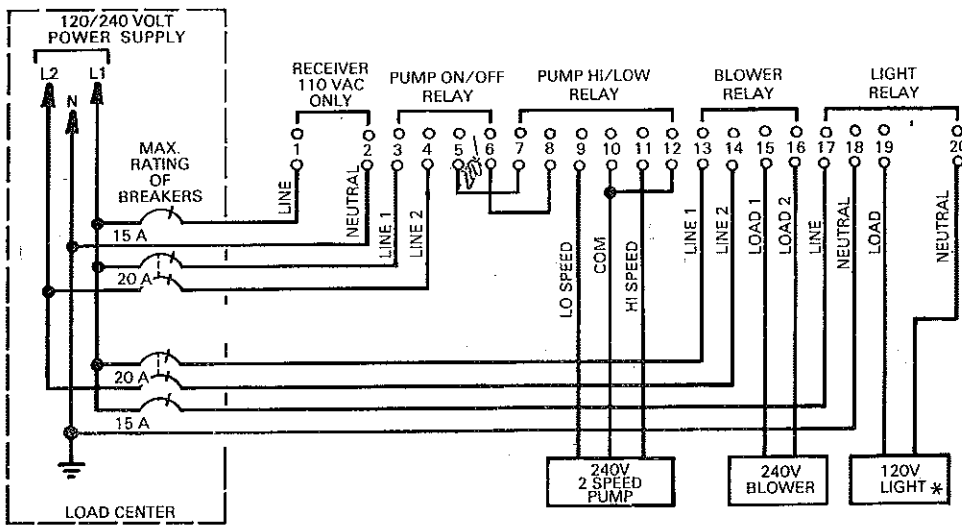 120/240 VOLT
POWER SUPPLY
L2
L1
N
RECEIVER
110 VAC
ONLY
PUMP ON/OFF
RELAY
PUMP HI/LOW
RELAY
BLOWER
RELAY
LIGHT
RELAY
1
2
3
4
5
6
7
8
9
10
11
12
13
14
15
16
17
18
19
20
MAX.
RATING
OF
BREAKERS
LINE
NEUTRAL
LINE 1
LINE 2
LO SPEED
COM
HI SPEED
LINE 1
LINE 2
LOAD 1
LOAD 2
LINE
NEUTRAL
LOAD
NEUTRAL
15 A
20 A
20 A
15 A
240V
2 SPEED
PUMP
240V
BLOWER
120V
LIGHT *
LOAD CENTER